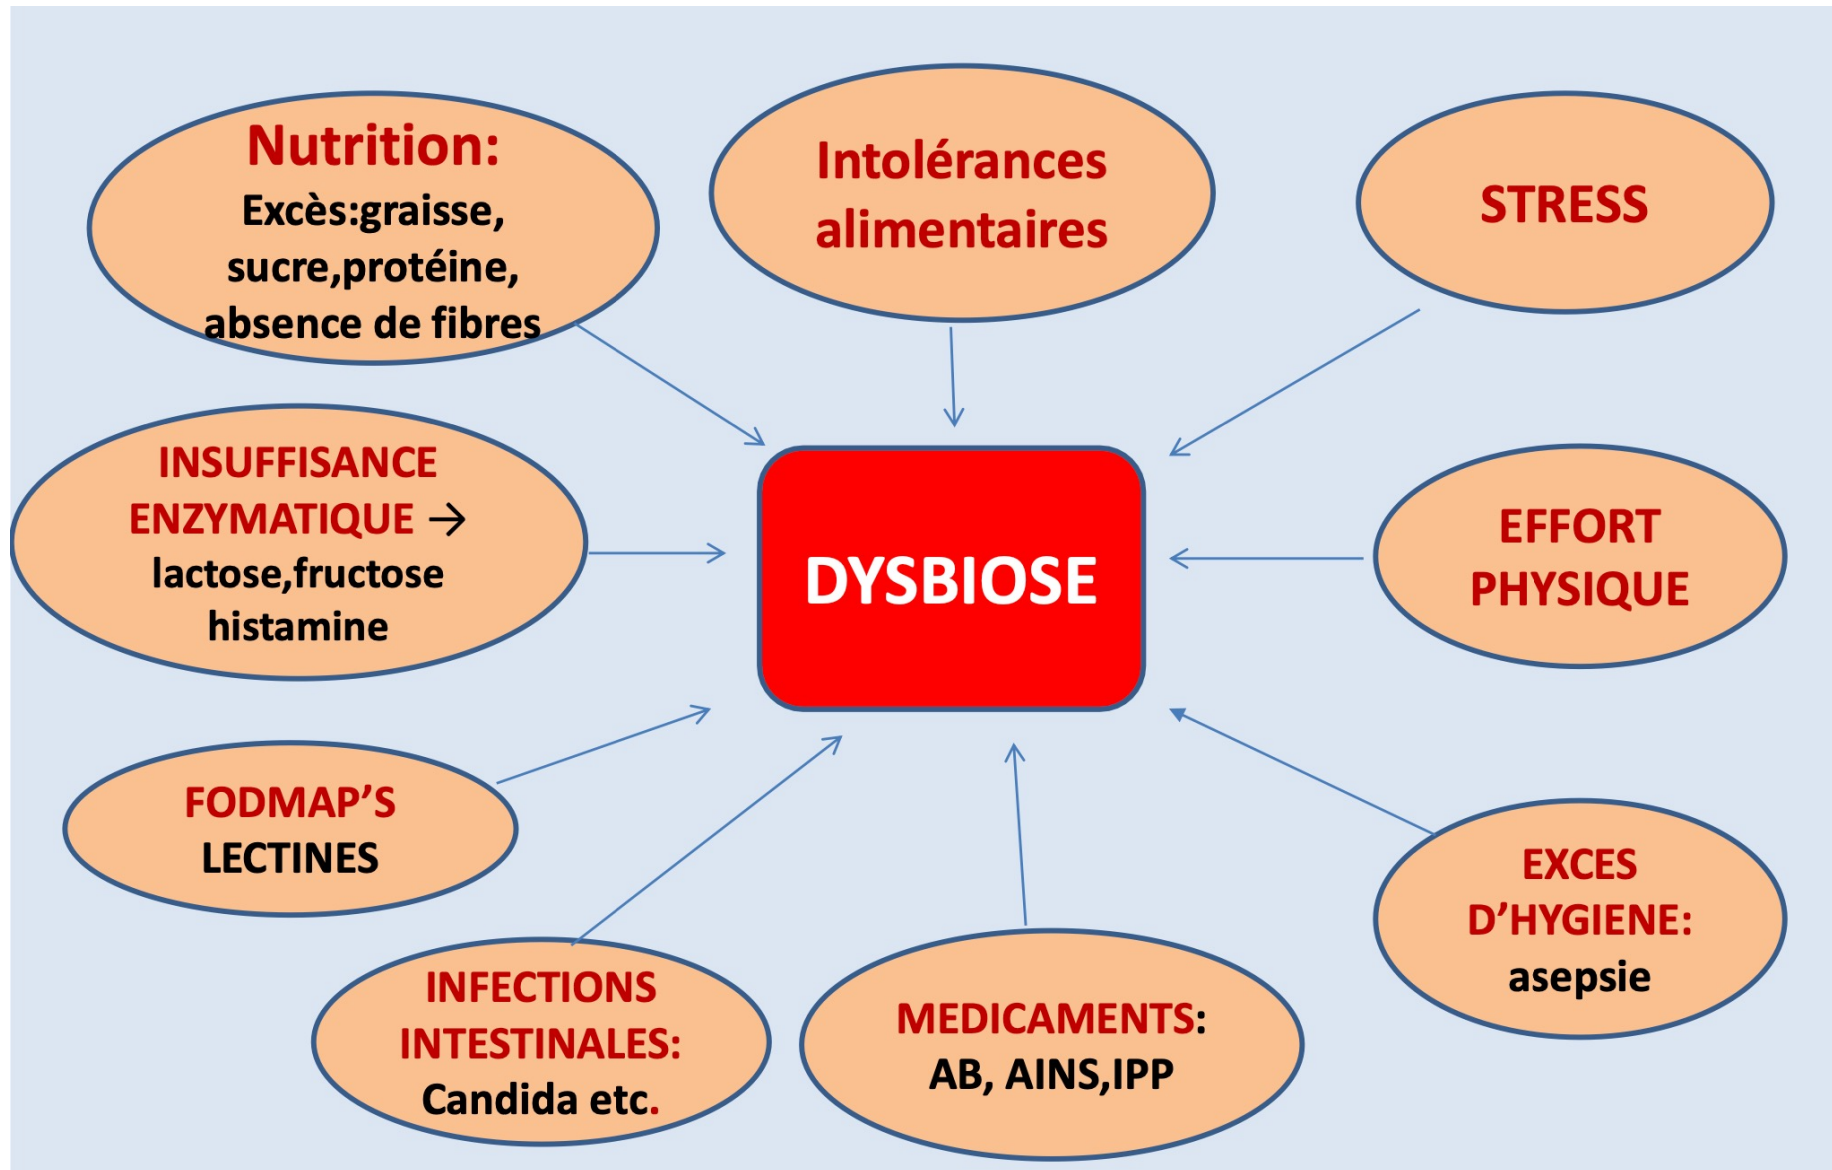 Nutrition:
Excès:graisse,
sucre,protéine,
absence de fibres
Intolérances
alimentaires
STRESS
INSUFFISANCE
ENZYMATIQUE →
lactose,fructose
histamine
DYSBIOSE
EFFORT
PHYSIQUE
FODMAP’S
LECTINES
EXCES
D’HYGIENE:
asepsie
INFECTIONS
INTESTINALES:
Candida etc.
MEDICAMENTS:
AB, AINS,IPP